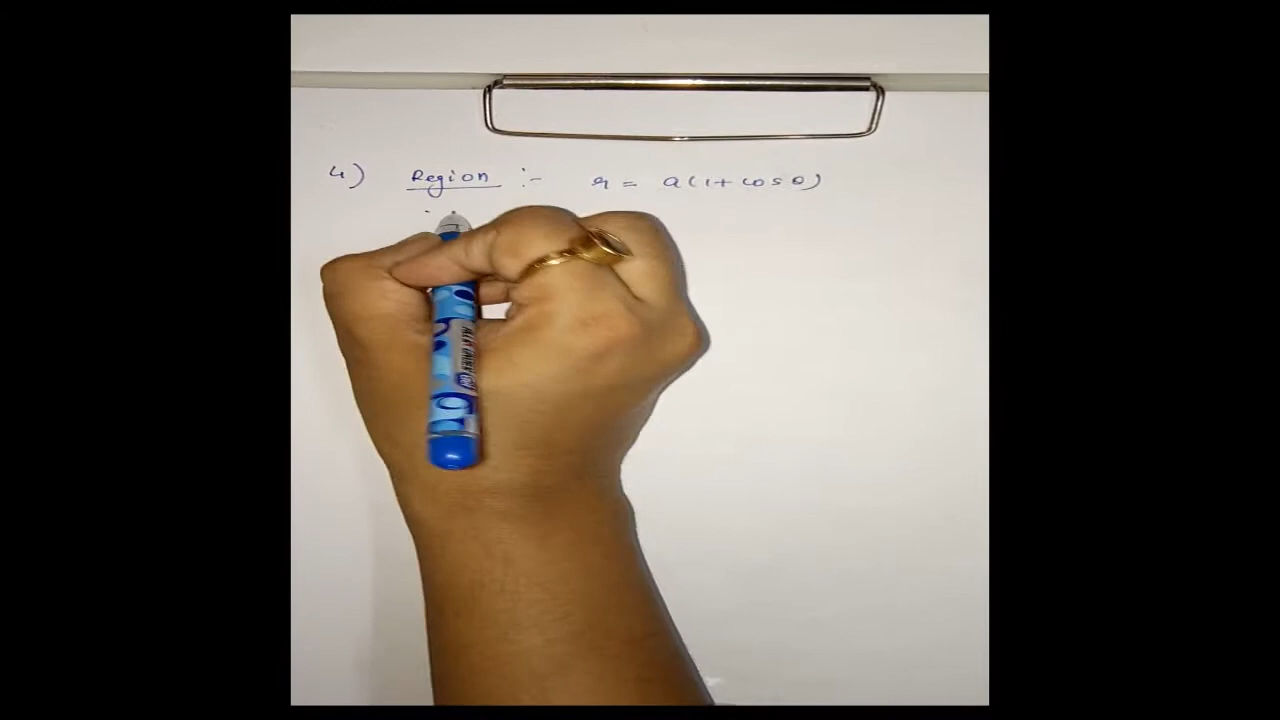 4) Region :- r = a(1+cosθ)